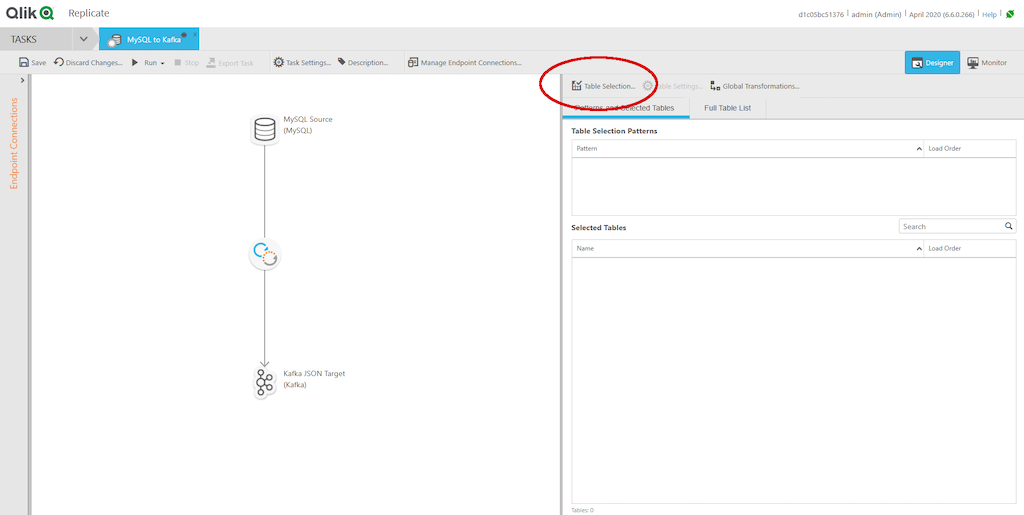 Qlik Replicate
d1c05bc51376 | admin (Admin) | April 2020 (6.6.0.266) | Help |
TASKS
MySQL to Kafka
Save Discard Changes... Run Stop Export Task Task Settings... Description... Manage Endpoint Connections... Designer Monitor
Endpoint Connections
MySQL Source
(MySQL)
Kafka JSON Target
(Kafka)
Table Selection... Table Settings... Global Transformations...
Patterns and Selected Tables Full Table List
Table Selection Patterns
Pattern Load Order
Selected Tables Search
Name Load Order
Tables: 0